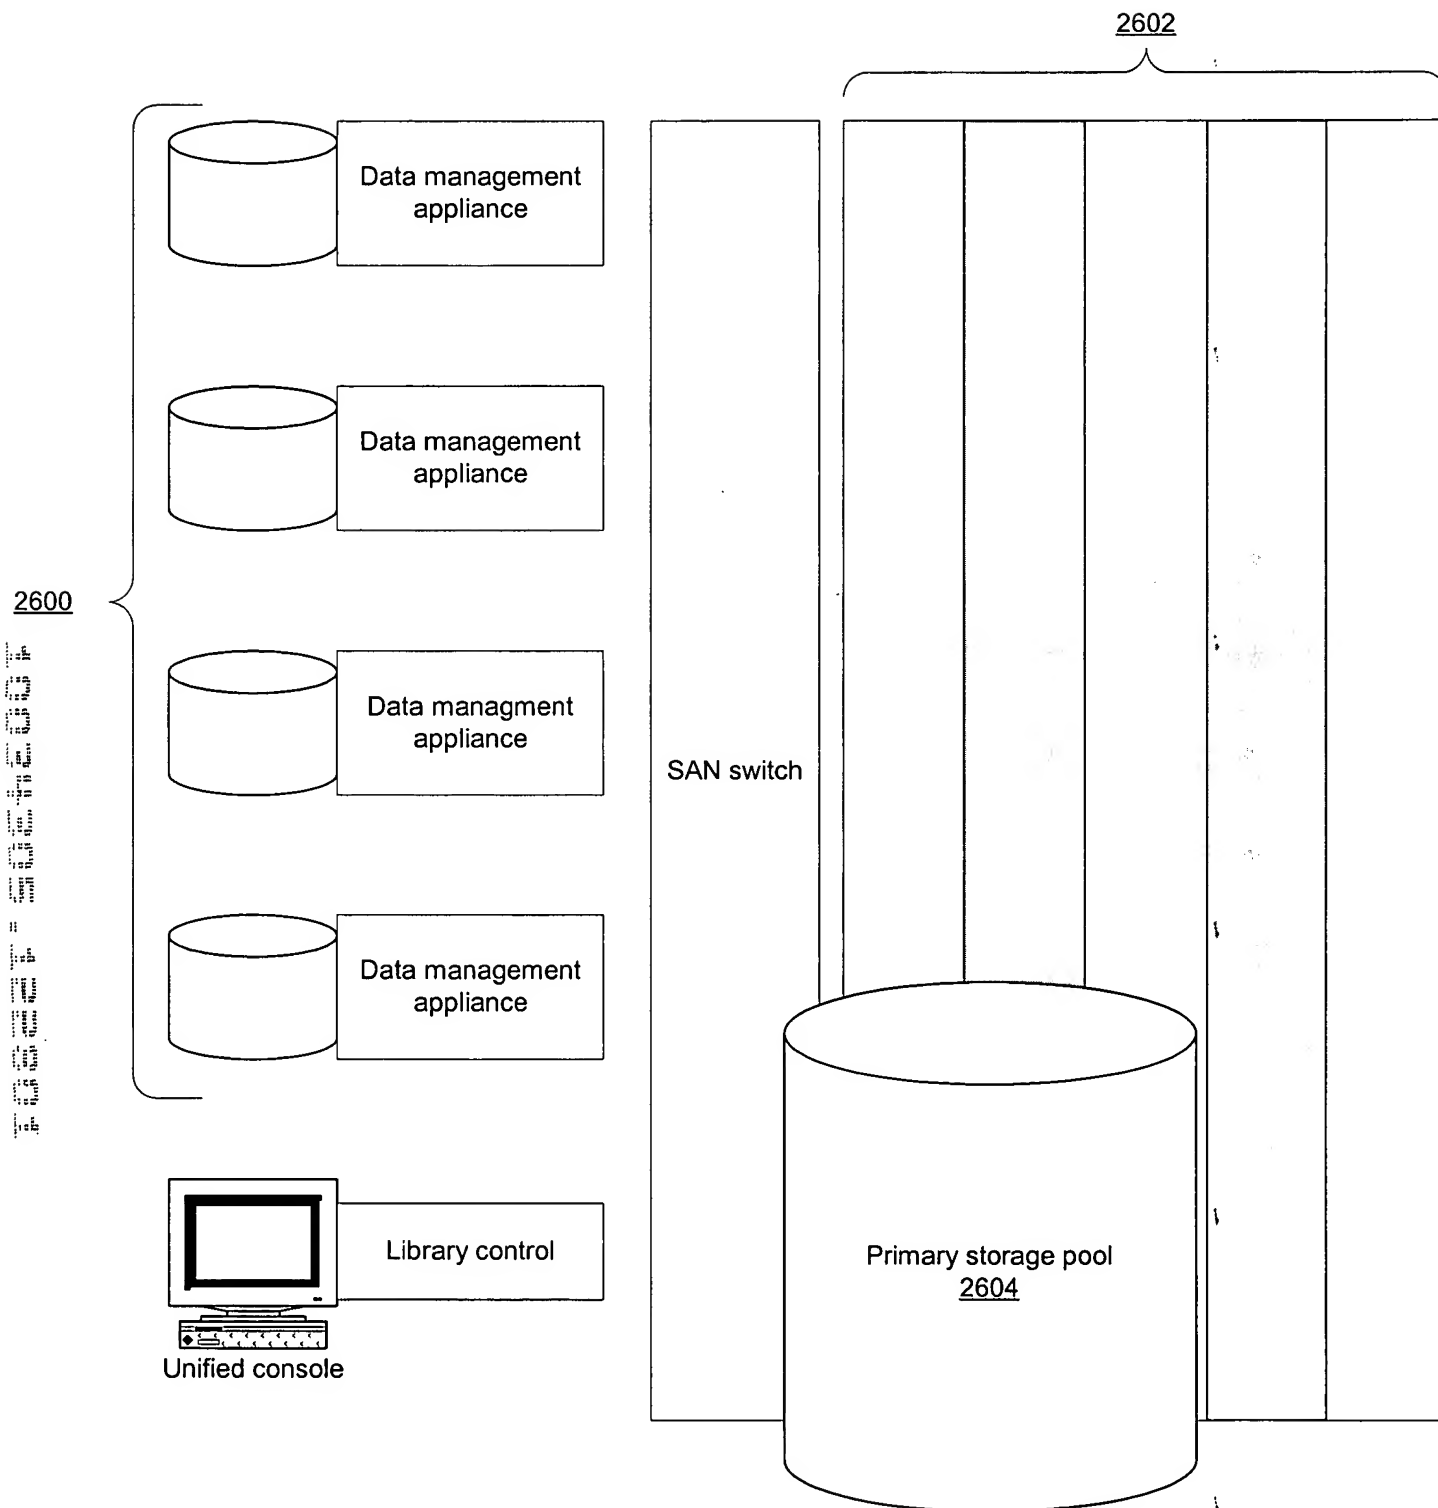 2602
Data management
appliance
Data management
appliance
2600
Data managment
appliance
SAN switch
Data management
appliance
Library control
Primary storage pool
2604
Unified console